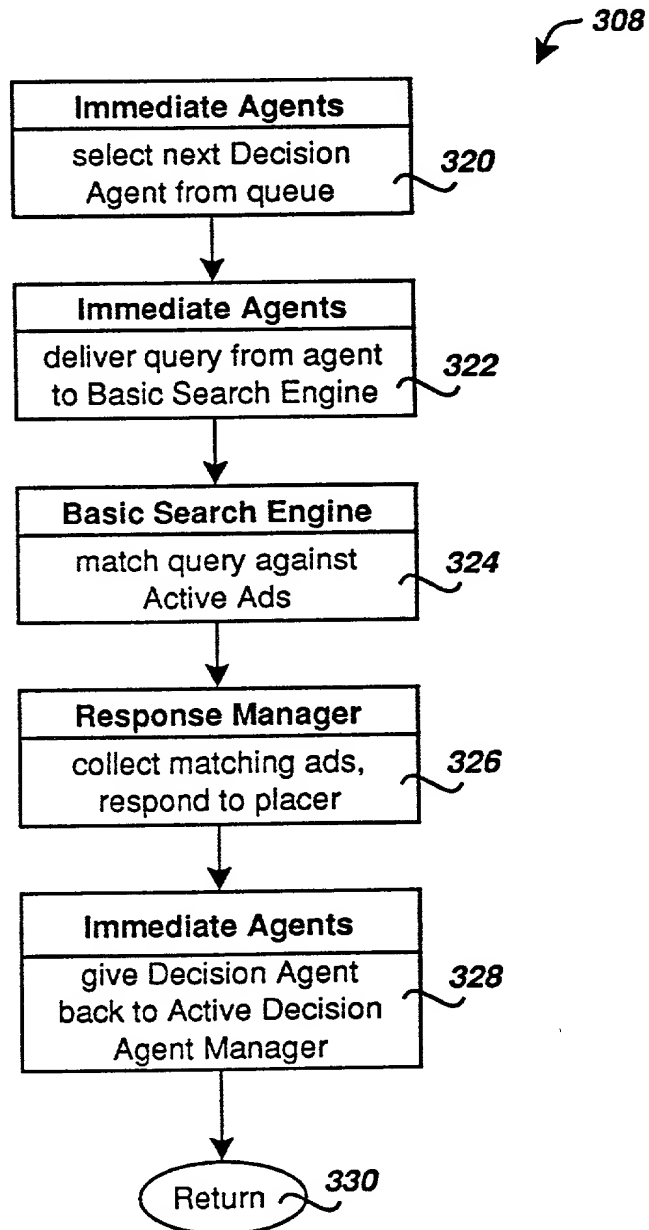 308
Immediate Agents
select next Decision
Agent from queue
320
Immediate Agents
deliver query from agent
to Basic Search Engine
322
Basic Search Engine
match query against
Active Ads
324
Response Manager
collect matching ads,
respond to placer
326
Immediate Agents
give Decision Agent
back to Active Decision
Agent Manager
328
Return
330